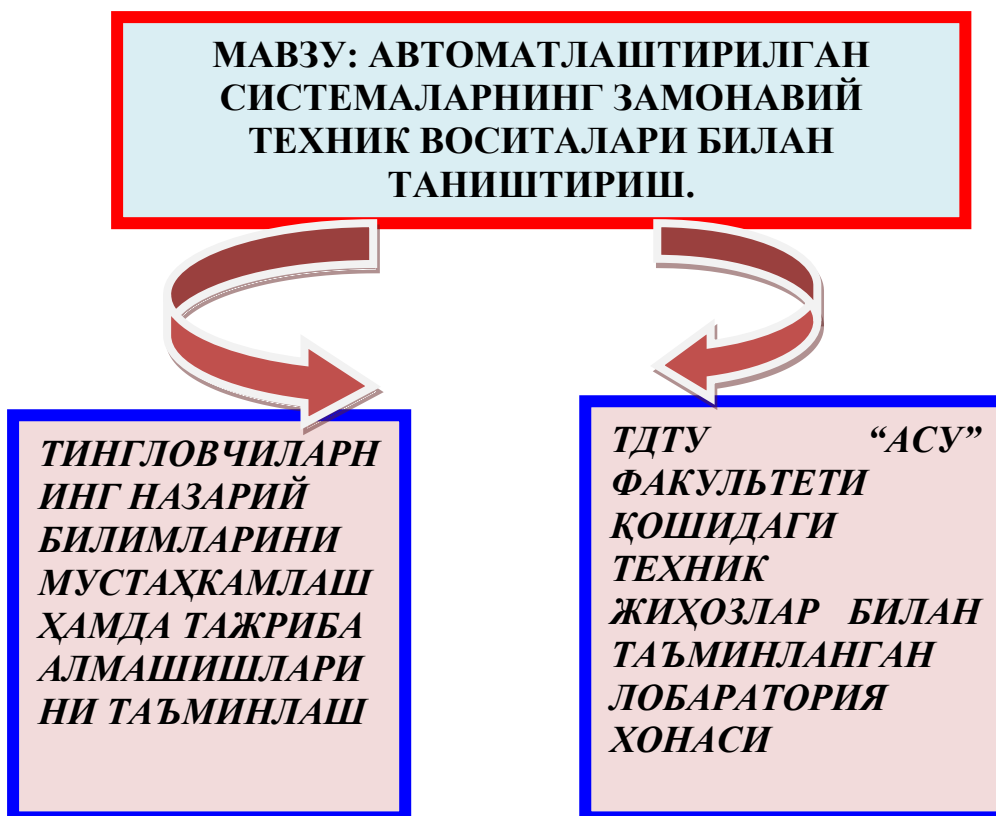 МАВЗУ: АВТОМАТЛАШТИРИЛГАН
СИСТЕМАЛАРНИНГ ЗАМОНАВИЙ
ТЕХНИК ВОСИТАЛАРИ БИЛАН
ТАНИШТИРИШ.
ТИНГЛОВЧИЛАРН
ИНГ НАЗАРИЙ
БИЛИМЛАРИНИ
МУСТАҲКАМЛАШ
ҲАМДА ТАЖРИБА
АЛМАШИШЛАРИ
НИ ТАЪМИНЛАШ
ТДТУ “АСУ”
ФАКУЛЬТЕТИ
ҚОШИДАГИ
ТЕХНИК
ЖИҲОЗЛАР БИЛАН
ТАЪМИНЛАНГАН
ЛОБАРАТОРИЯ
ХОНАСИ